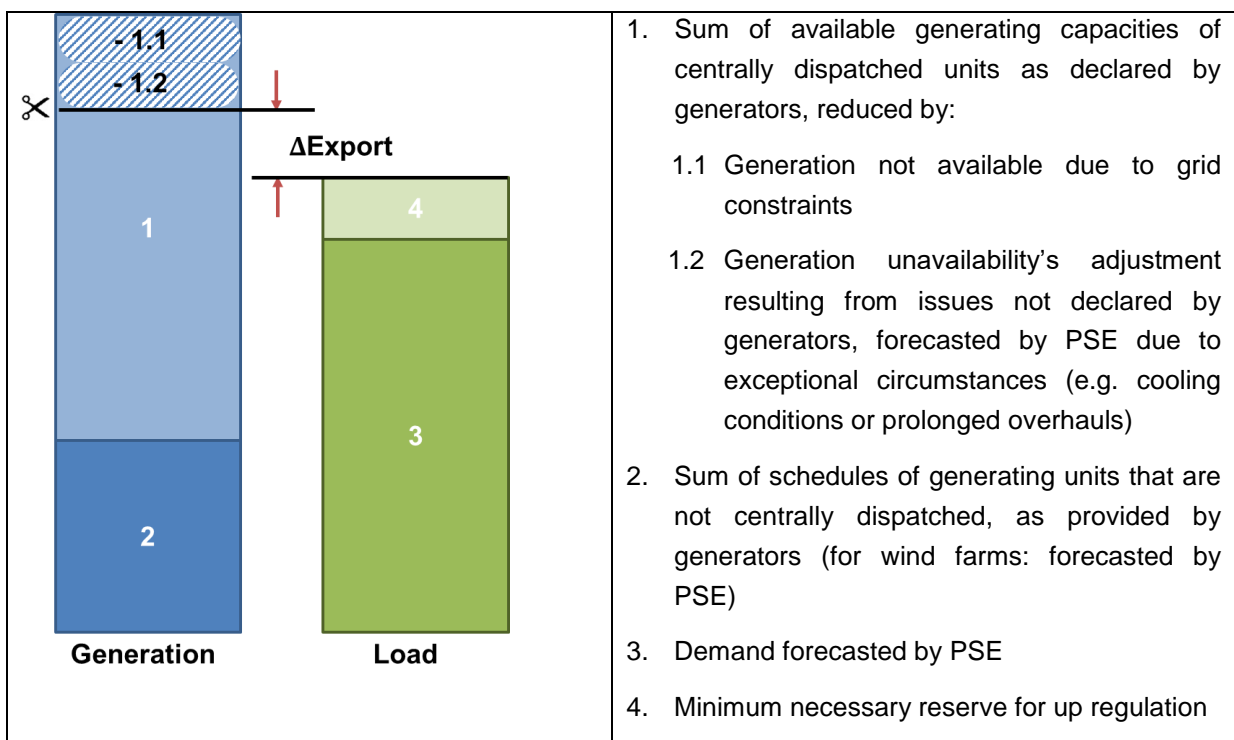 - 1.1
- 1.2
ΔExport
1
4
3
2
Generation
Load
1. Sum of available generating capacities of
centrally dispatched units as declared by
generators, reduced by:
1.1 Generation not available due to grid
constraints
1.2 Generation unavailability’s adjustment
resulting from issues not declared by
generators, forecasted by PSE due to
exceptional circumstances (e.g. cooling
conditions or prolonged overhauls)
2. Sum of schedules of generating units that are
not centrally dispatched, as provided by
generators (for wind farms: forecasted by
PSE)
3. Demand forecasted by PSE
4. Minimum necessary reserve for up regulation